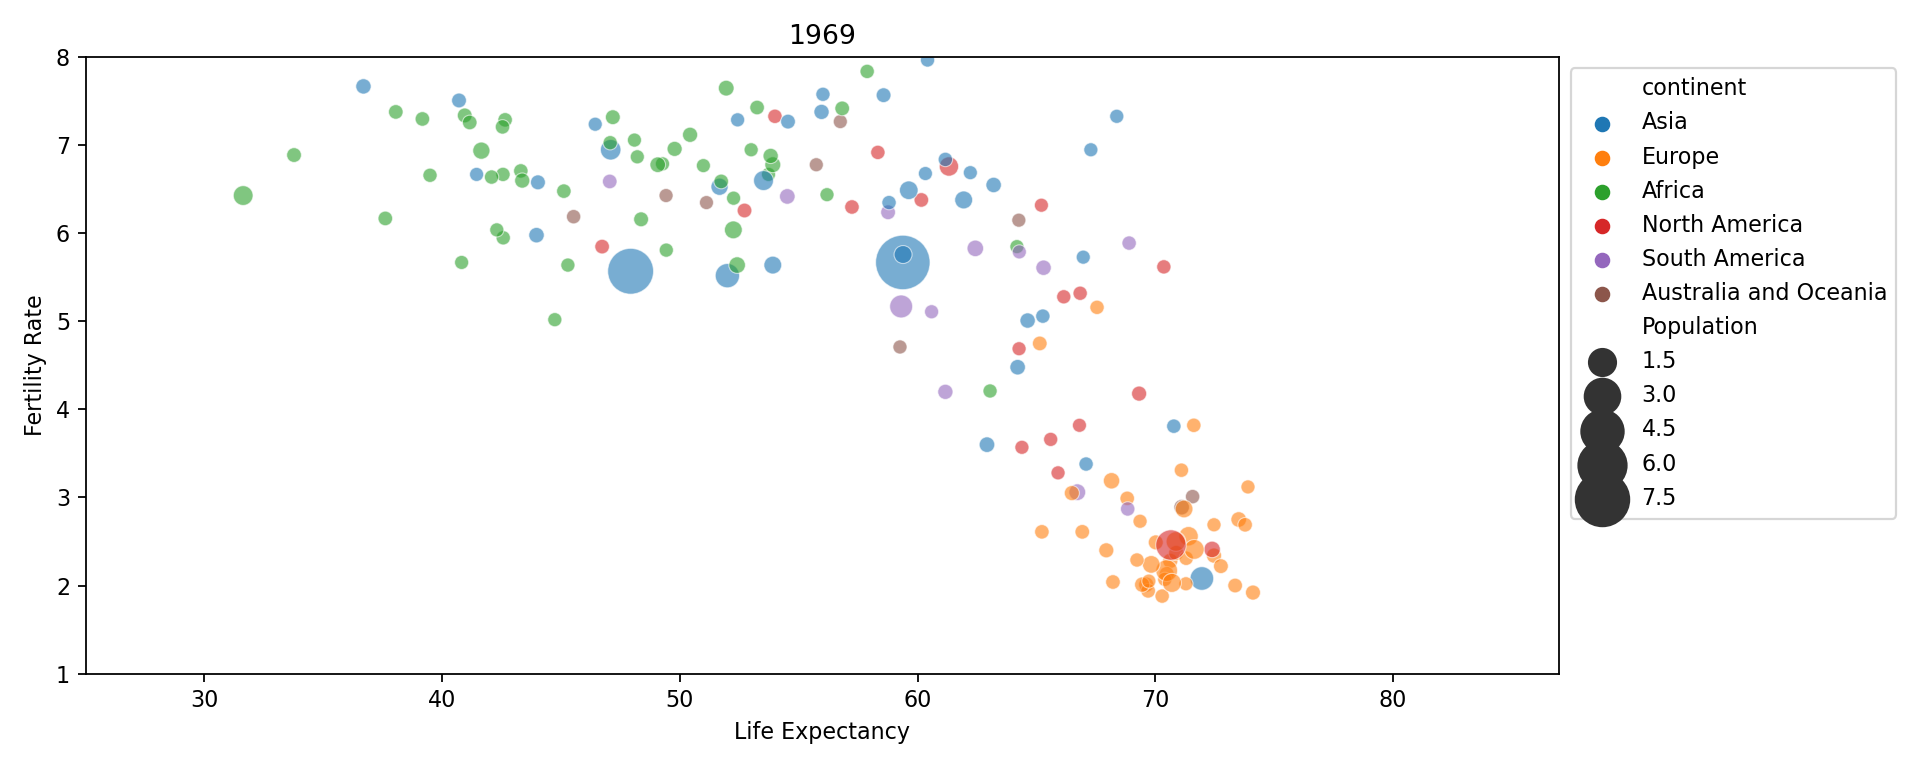 1969
8
7
6
5
4
3
2
1
Fertility Rate
30 40 50 60 70 80
Life Expectancy
continent
Asia
Europe
Africa
North America
South America
Australia and Oceania
Population
1.5
3.0
4.5
6.0
7.5